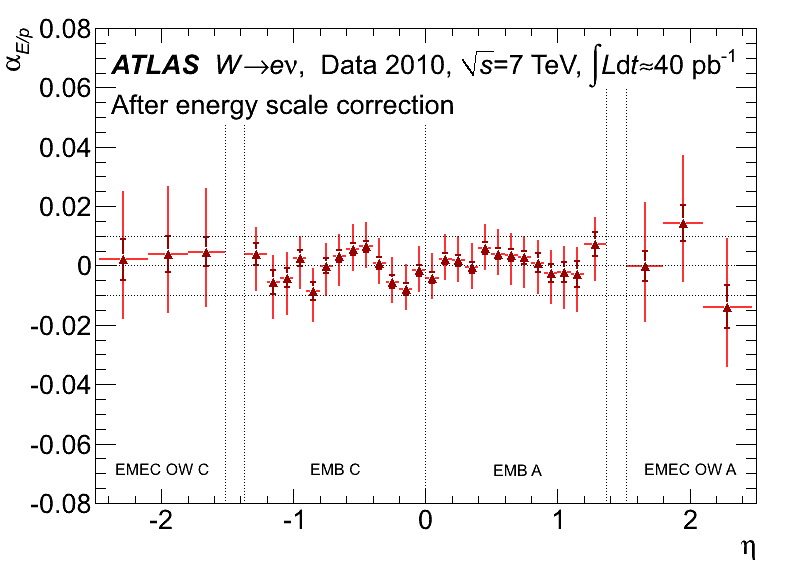 α_E/p
0.08
ATLAS W→eν, Data 2010, √s=7 TeV, ∫Ldt≈40 pb⁻¹
0.06
After energy scale correction
0.04
0.02
0
-0.02
-0.04
-0.06
EMEC OW C EMB C EMB A EMEC OW A
-0.08
-2 -1 0 1 2
η